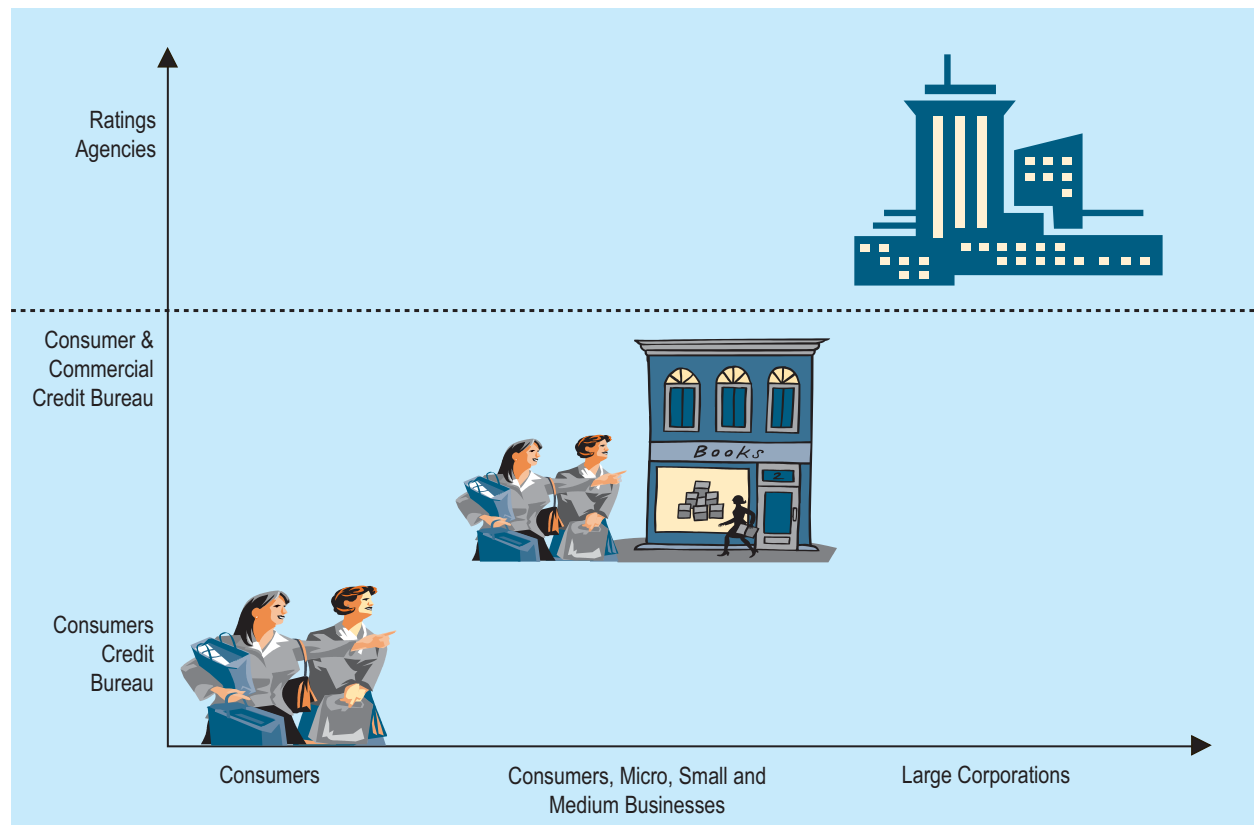 Ratings
Agencies
Consumer &
Commercial
Credit Bureau
Books
2
Consumers
Credit
Bureau
Consumers
Consumers, Micro, Small and
Medium Businesses
Large Corporations